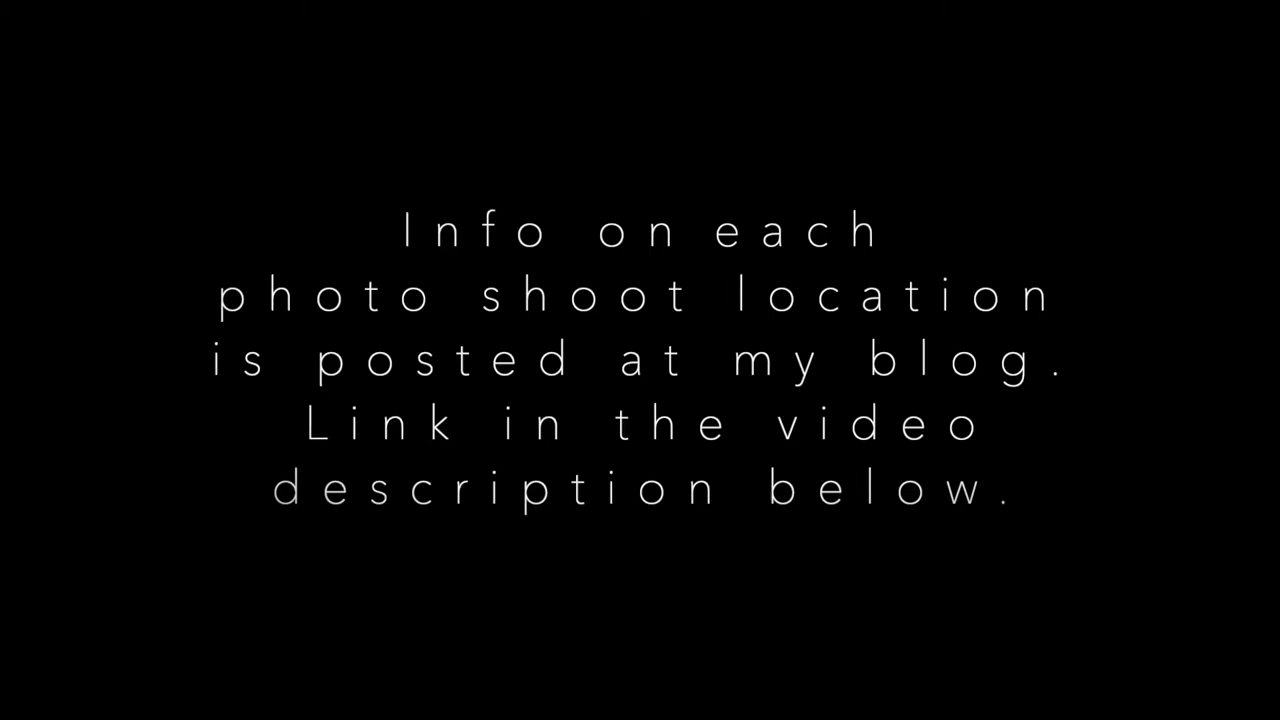 Info on each
photo shoot location
is posted at my blog.
Link in the video
description below.